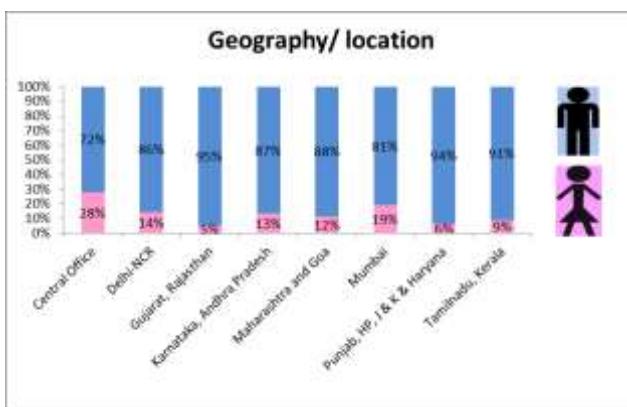 Geography/ location
100%
90%
80%
70%
60%
50%
40%
30%
20%
10%
0%
72% 86% 95% 87% 88% 81% 94% 91%
28% 14% 5% 13% 12% 19% 6% 9%
Central Office
Delhi-NCR
Gujarat, Rajasthan
Karnataka, Andhra Pradesh
Maharashtra and Goa
Mumbai
Punjab, HP, J & K & Haryana
Tamilnadu, Kerala